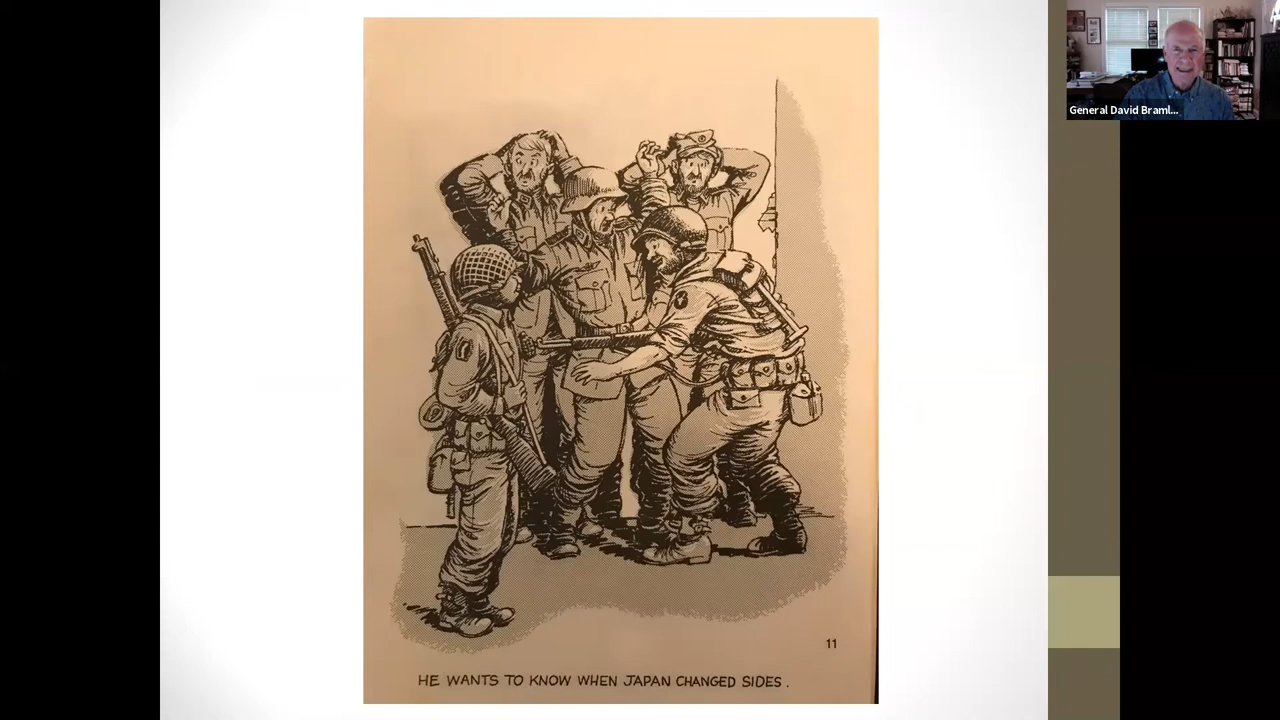 General David Braml...
11
HE WANTS TO KNOW WHEN JAPAN CHANGED SIDES.